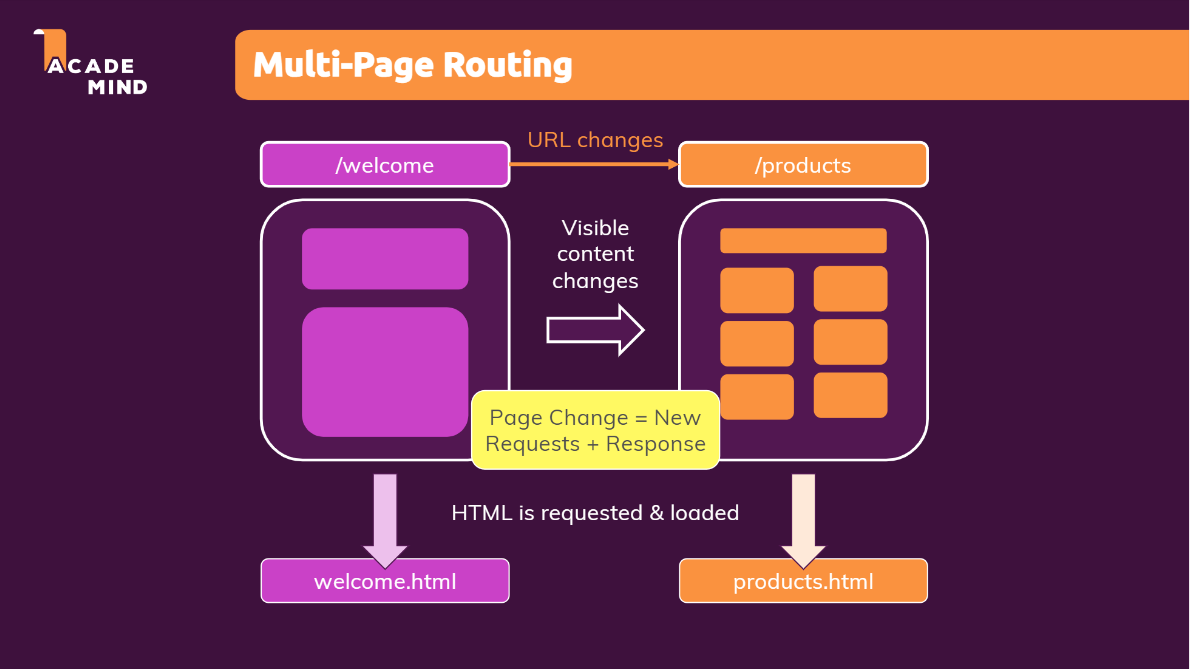 ACADE
MIND
Multi-Page Routing
URL changes
/welcome
/products
Visible
content
changes
Page Change = New
Requests + Response
HTML is requested & loaded
welcome.html
products.html